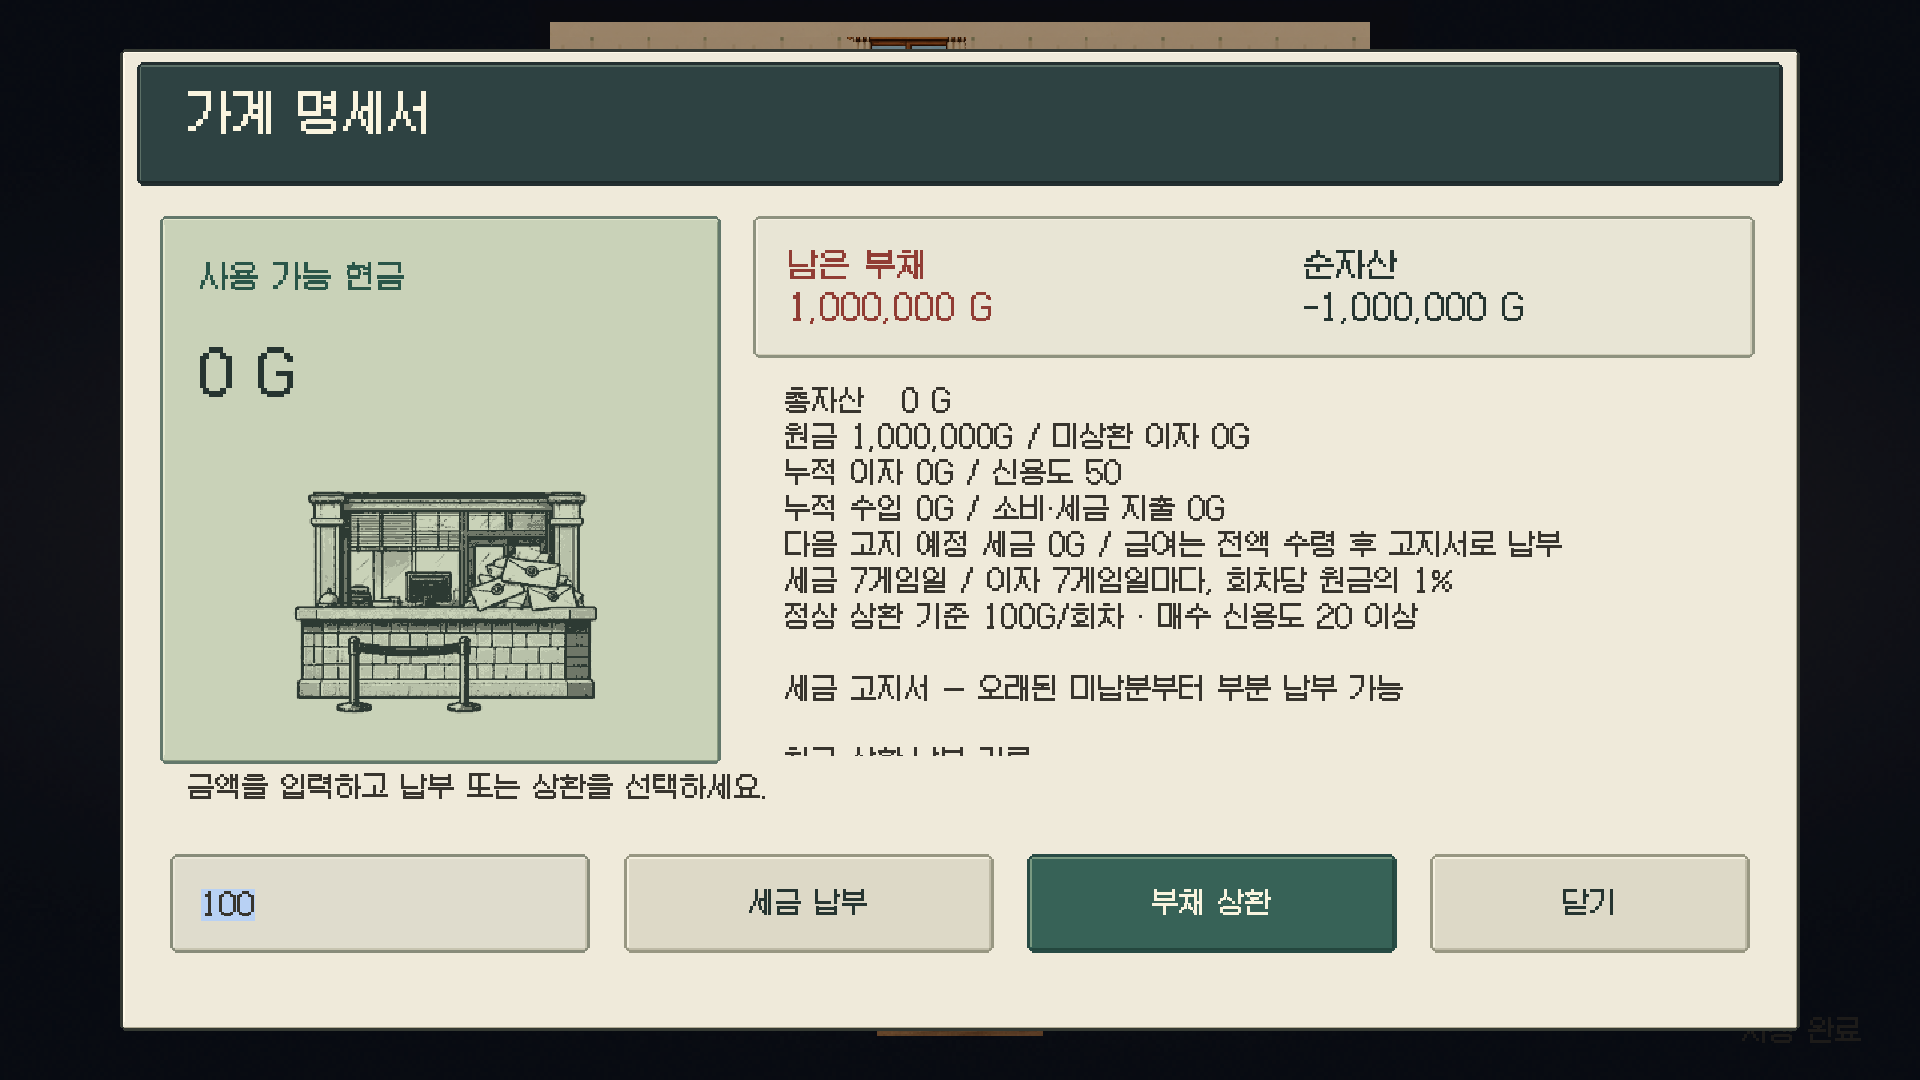 가계 명세서
사용 가능 현금
0 G
남은 부채
1,000,000 G
순자산
-1,000,000 G
총자산 0 G
원금 1,000,000G / 미상환 이자 0G
누적 이자 0G / 신용도 50
누적 수입 0G / 소비·세금 지출 0G
다음 고지 예정 세금 0G / 급여는 전액 수령 후 고지서로 납부
세금 7게임일 / 이자 7게임일마다, 회차당 원금의 1%
정상 상환 기준 100G/회차 · 매수 신용도 20 이상
세금 고지서 — 오래된 미납분부터 부분 납부 가능
금액을 입력하고 납부 또는 상환을 선택하세요.
100
세금 납부
부채 상환
닫기
완료